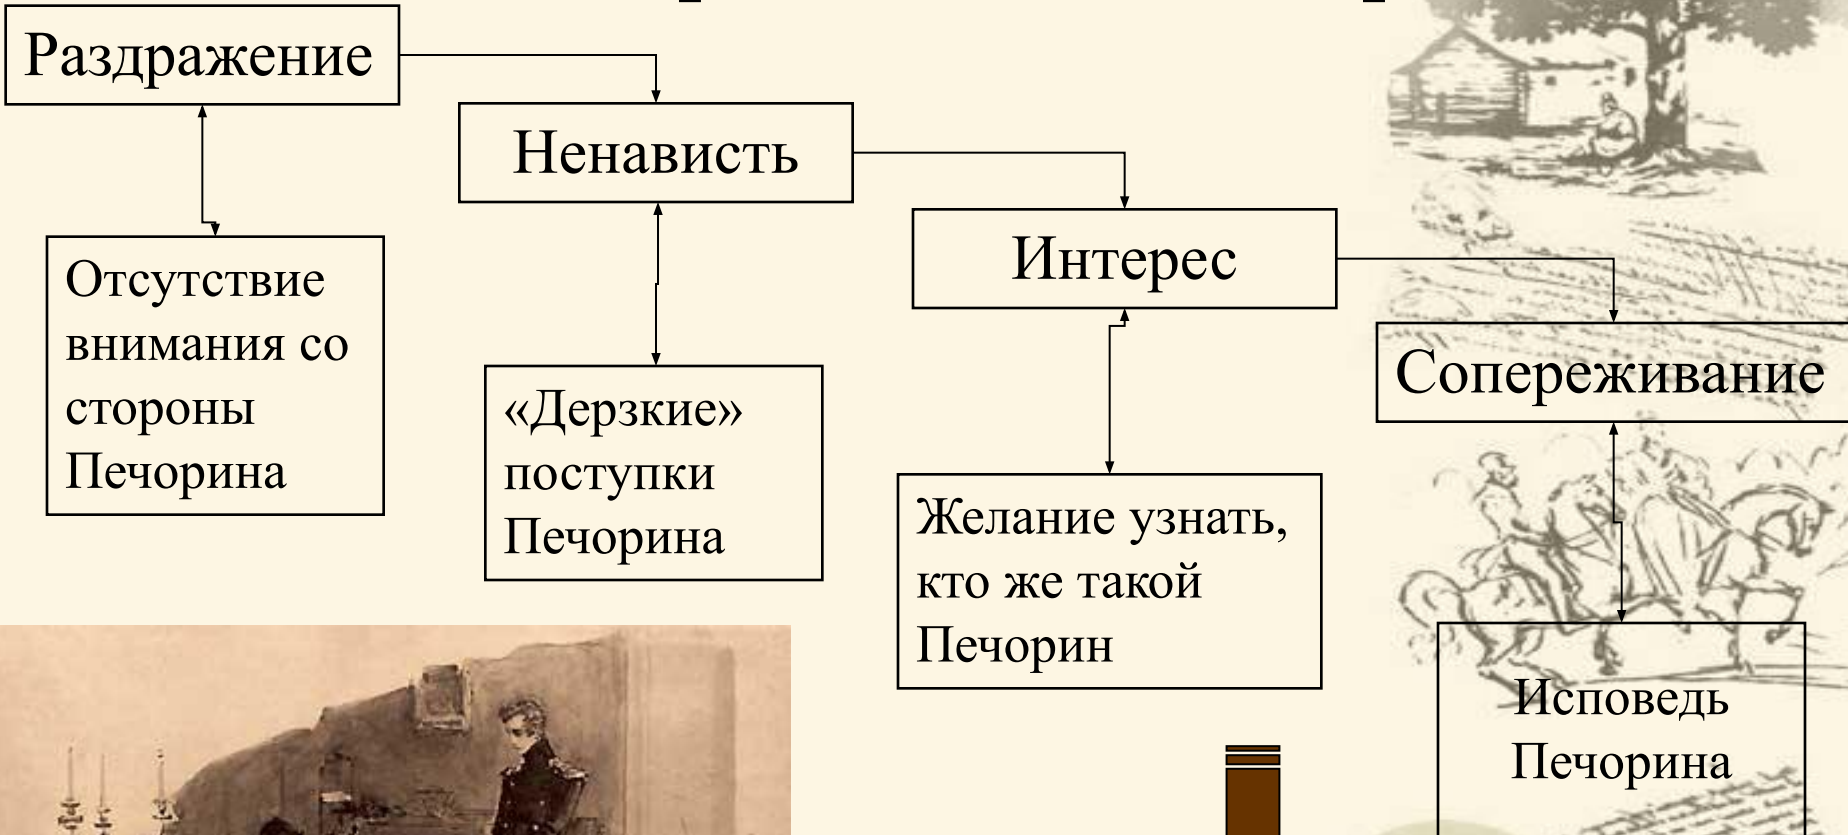 Раздражение
Ненависть
Интерес
Сопереживание
Отсутствие
внимания со
стороны
Печорина
«Дерзкие»
поступки
Печорина
Желание узнать,
кто же такой
Печорин
Исповедь
Печорина